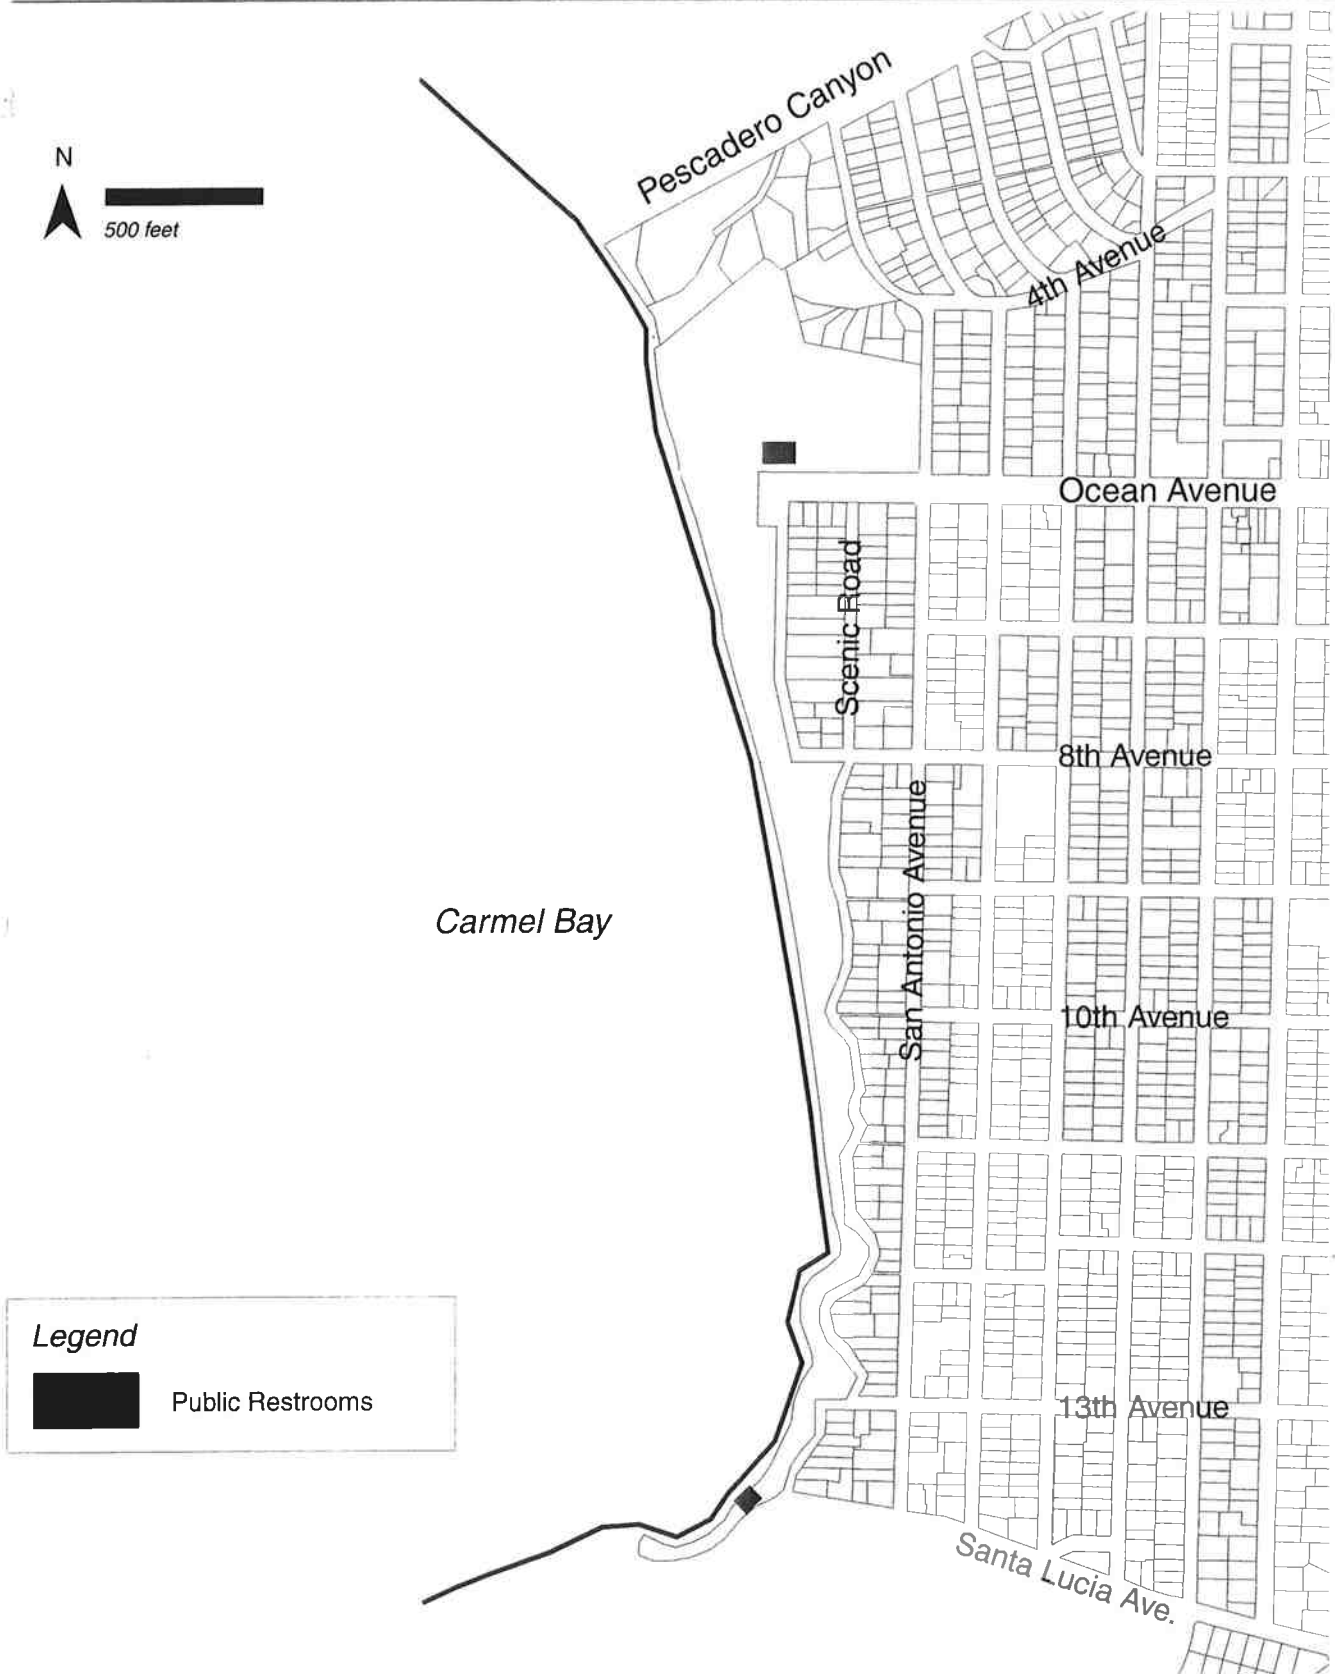 Pescadero Canyon
N
500 feet
4th Avenue
Ocean Avenue
Scenic Road
8th Avenue
San Antonio Avenue
Carmel Bay
10th Avenue
Legend
Public Restrooms
13th Avenue
Santa Lucia Ave.